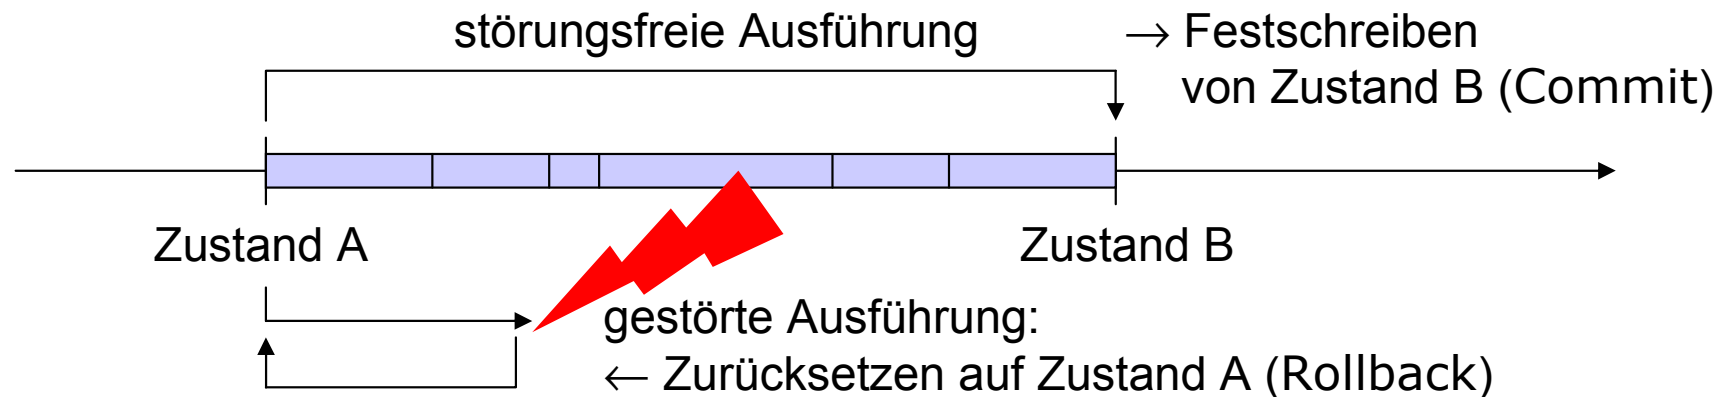 störungsfreie Ausführung
→ Festschreiben
von Zustand B (Commit)
Zustand A
Zustand B
gestörte Ausführung:
← Zurücksetzen auf Zustand A (Rollback)